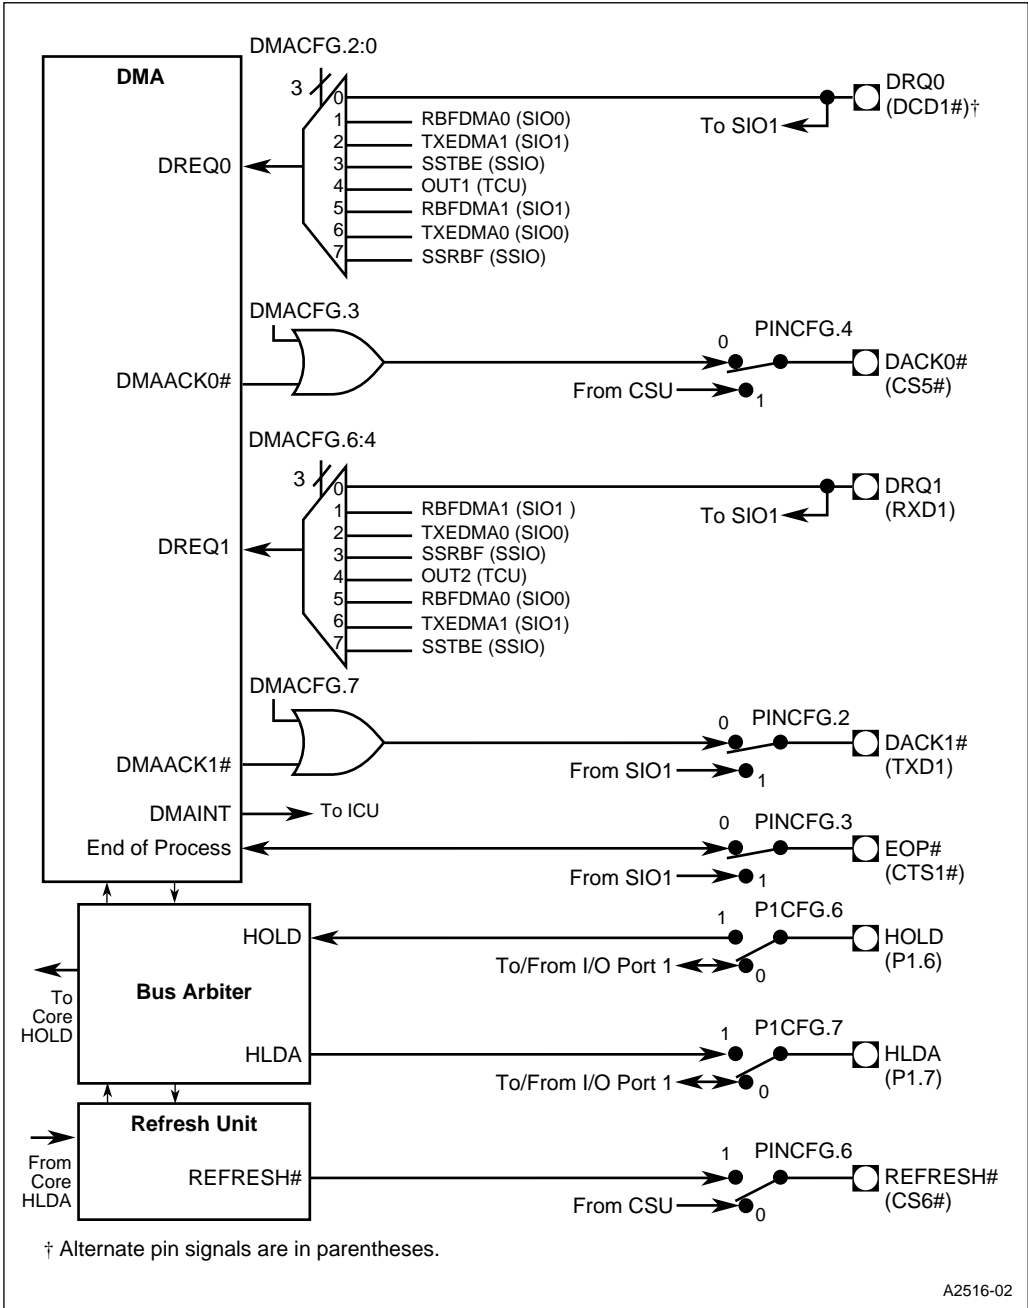 DMACFG.2:0
DMA
3
DRQ0
(DCD1#)†
0
To SIO1
1 RBFDMA0 (SIO0)
2 TXEDMA1 (SIO1)
DREQ0
3 SSTBE (SSIO)
4 OUT1 (TCU)
5 RBFDMA1 (SIO1)
6 TXEDMA0 (SIO0)
7 SSRBF (SSIO)
DMACFG.3
PINCFG.4
0
DMAACK0#
DACK0#
(CS5#)
From CSU
1
DMACFG.6:4
3
0
DRQ1
(RXD1)
To SIO1
1 RBFDMA1 (SIO1 )
2 TXEDMA0 (SIO0)
DREQ1
3 SSRBF (SSIO)
4 OUT2 (TCU)
5 RBFDMA0 (SIO0)
6 TXEDMA1 (SIO1)
7 SSTBE (SSIO)
DMACFG.7
PINCFG.2
0
DMAACK1#
DACK1#
(TXD1)
From SIO1
1
DMAINT
To ICU
PINCFG.3
0
End of Process
EOP#
(CTS1#)
From SIO1
1
P1CFG.6
1
HOLD
HOLD
(P1.6)
To/From I/O Port 1
0
Bus Arbiter
To
Core
HOLD
P1CFG.7
1
HLDA
HLDA
(P1.7)
To/From I/O Port 1
0
Refresh Unit
From
Core
HLDA
PINCFG.6
1
REFRESH#
REFRESH#
(CS6#)
From CSU
0
† Alternate pin signals are in parentheses.
A2516-02